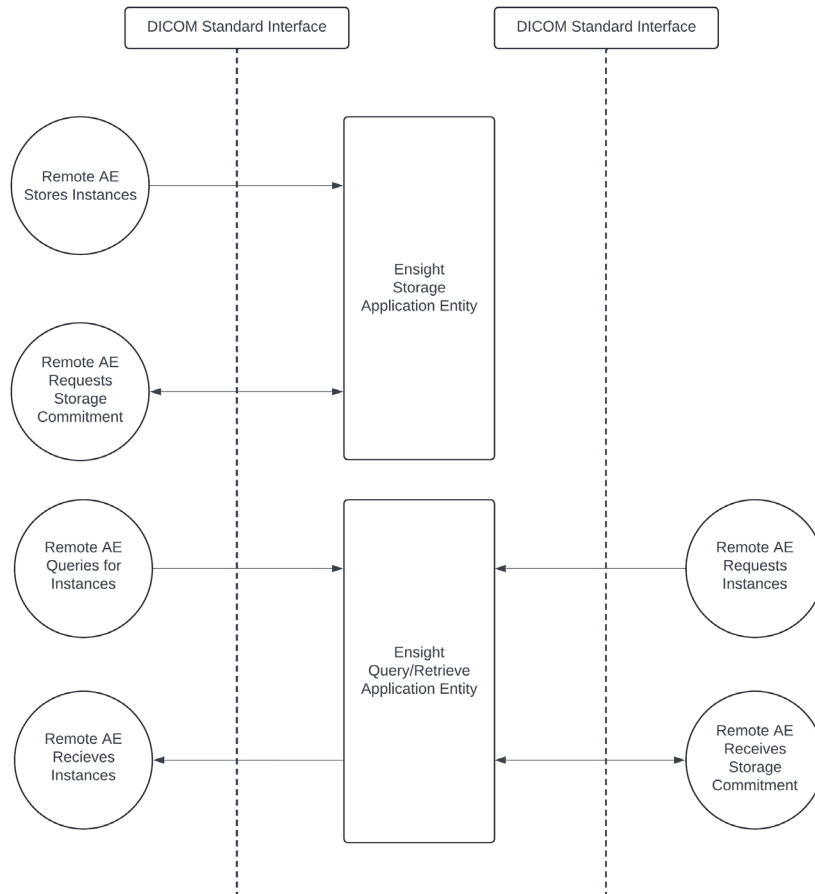 DICOM Standard Interface
DICOM Standard Interface
Remote AE
Stores Instances
Ensight
Storage
Application Entity
Remote AE
Requests
Storage
Commitment
Remote AE
Queries for
Instances
Remote AE
Requests
Instances
Ensight
Query/Retrieve
Application Entity
Remote AE
Recieves
Instances
Remote AE
Receives
Storage
Commitment